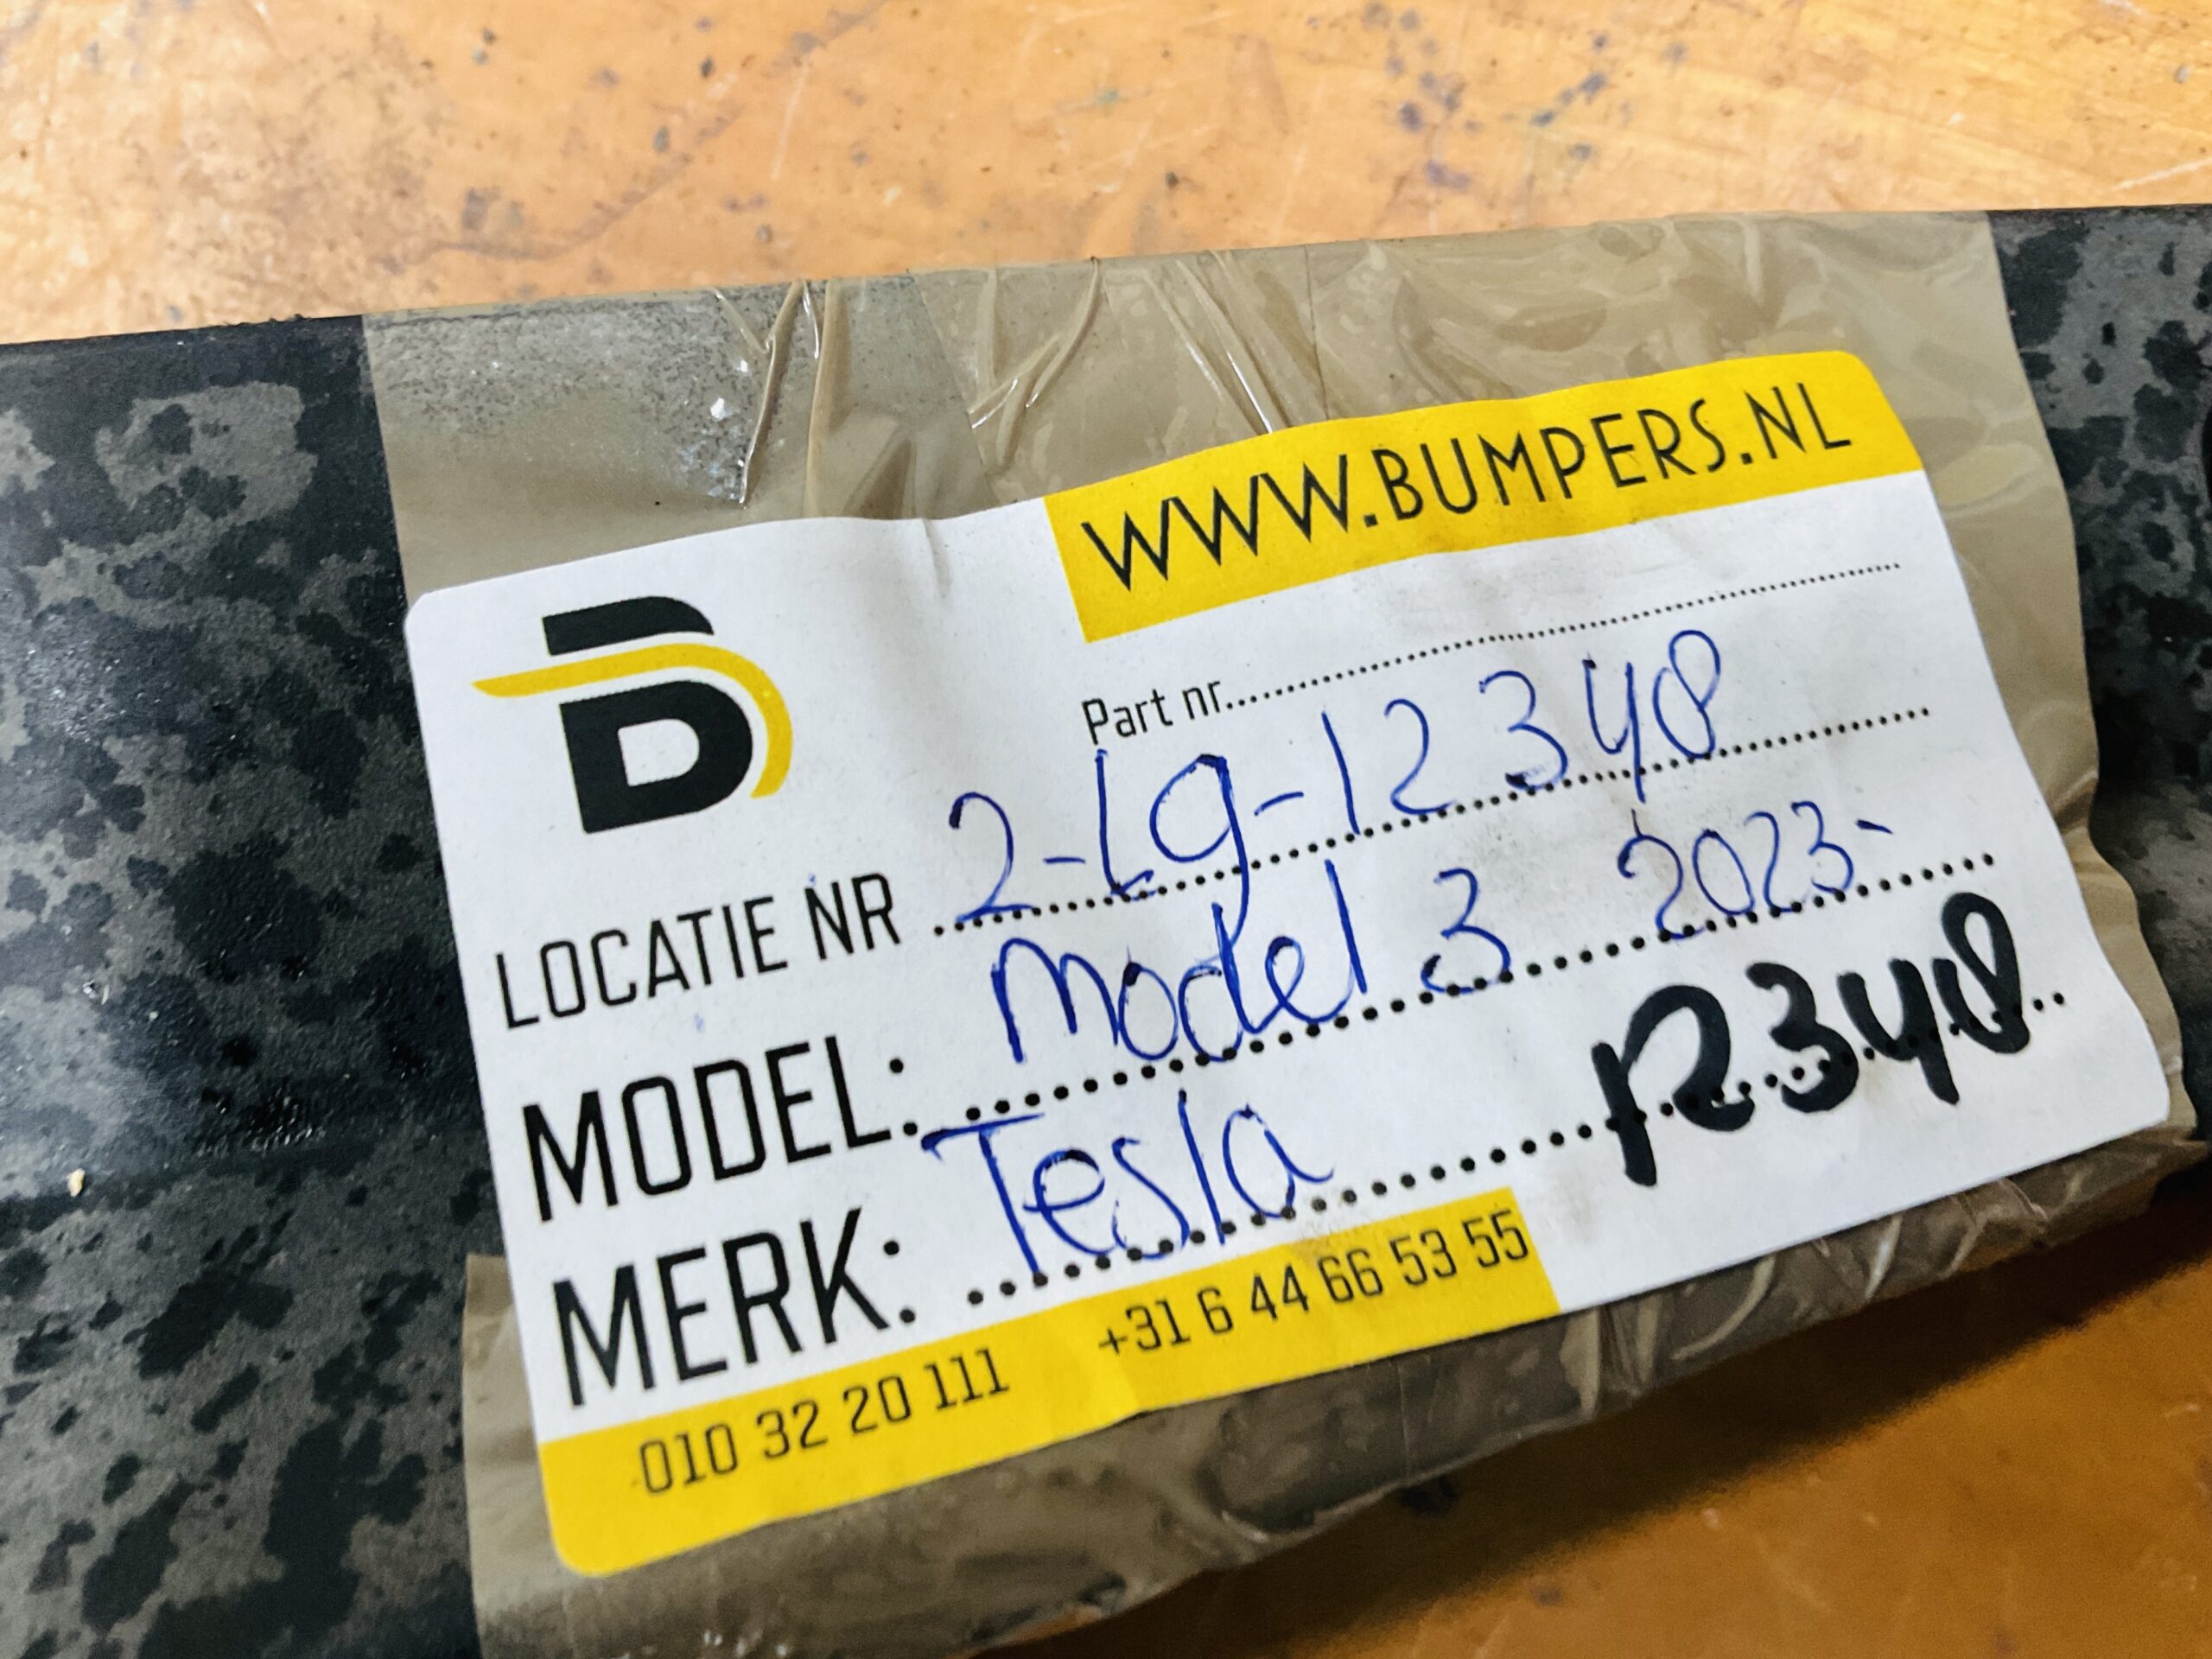 WWW.BUMPERS.NL
B
Part nr.
LOCATIE NR 2-Lg-12348
MODEL: Model 3 2023-
MERK: Tesla R348
010 32 20 111 +31 6 44 66 53 55